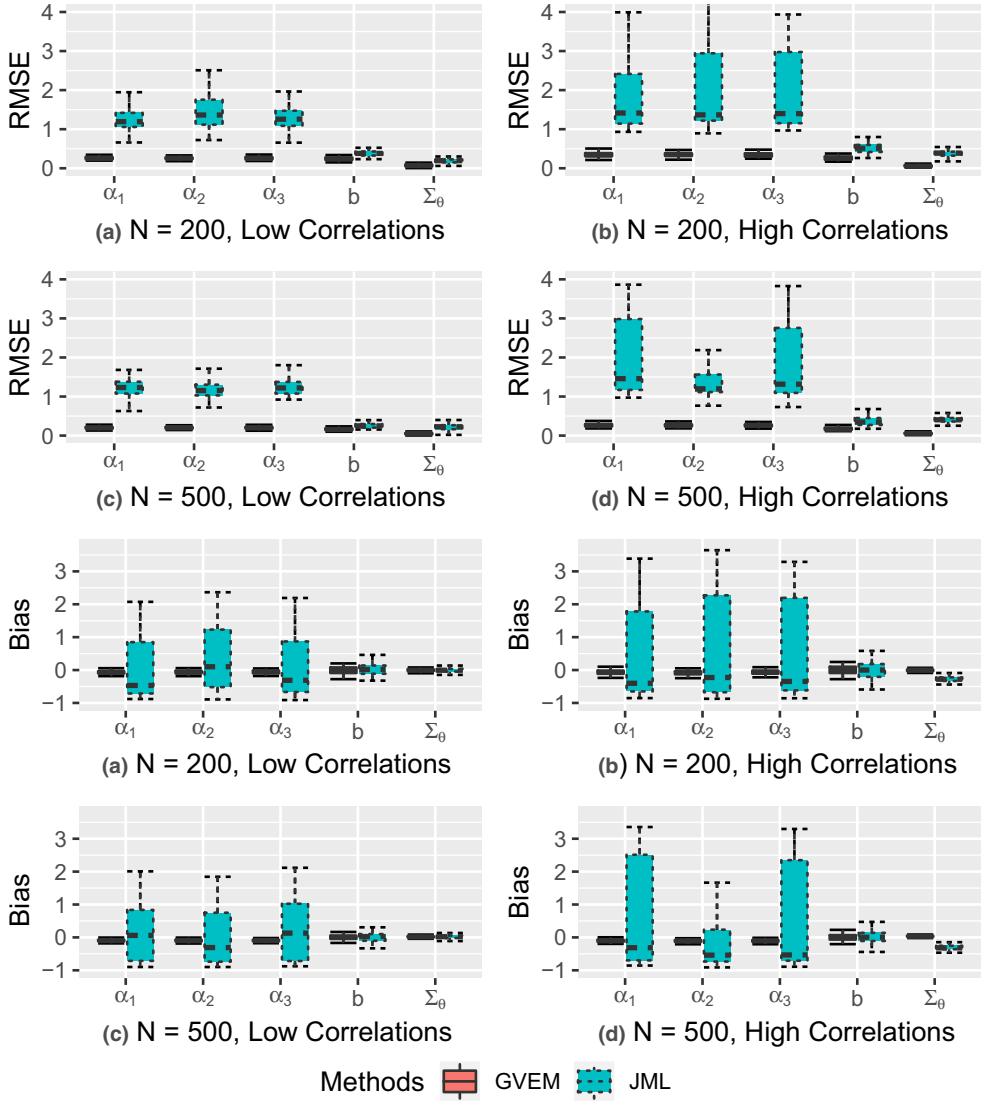 4
3
2
1
0
RMSE
α1 α2 α3 b Σθ
(a) N = 200, Low Correlations
4
3
2
1
0
RMSE
α1 α2 α3 b Σθ
(b) N = 200, High Correlations
4
3
2
1
0
RMSE
α1 α2 α3 b Σθ
(c) N = 500, Low Correlations
4
3
2
1
0
RMSE
α1 α2 α3 b Σθ
(d) N = 500, High Correlations
3
2
1
0
−1
Bias
α1 α2 α3 b Σθ
(a) N = 200, Low Correlations
3
2
1
0
−1
Bias
α1 α2 α3 b Σθ
(b) N = 200, High Correlations
3
2
1
0
−1
Bias
α1 α2 α3 b Σθ
(c) N = 500, Low Correlations
3
2
1
0
−1
Bias
α1 α2 α3 b Σθ
(d) N = 500, High Correlations
Methods GVEM JML